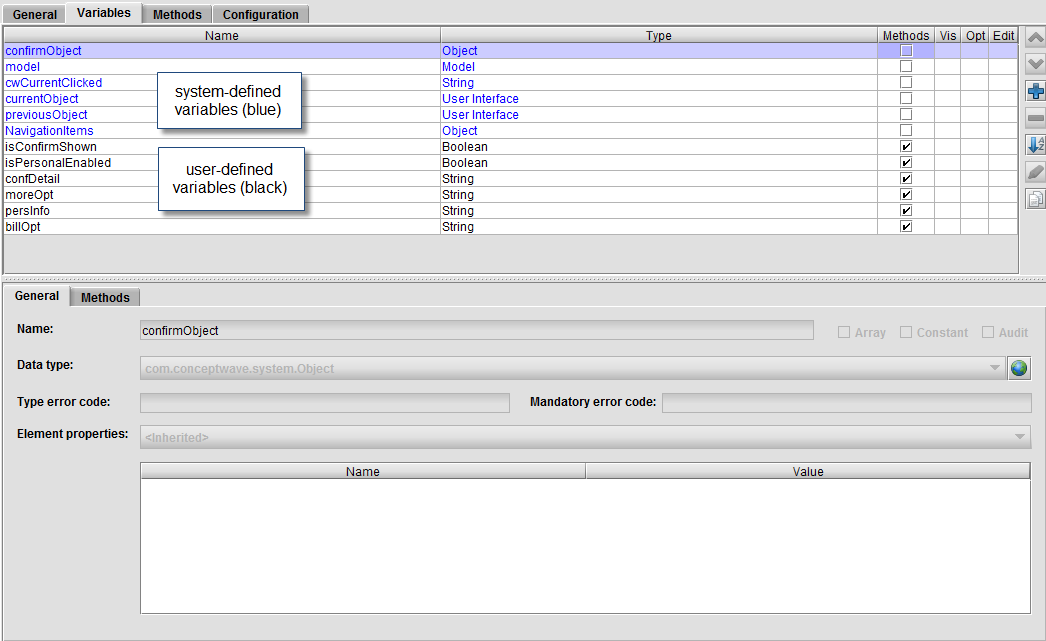 General Variables Methods Configuration
Name Type Methods Vis Opt Edit
confirmObject Object
model Model
cwCurrentClicked String
currentObject User Interface
previousObject User Interface
NavigationItems Object
isConfirmShown Boolean
isPersonalEnabled Boolean
confDetail String
moreOpt String
persInfo String
billOpt String
system-defined
variables (blue)
user-defined
variables (black)
General Methods
Name: confirmObject Array Constant Audit
Data type: com.conceptwave.system.Object
Type error code: Mandatory error code:
Element properties: <Inherited>
Name Value